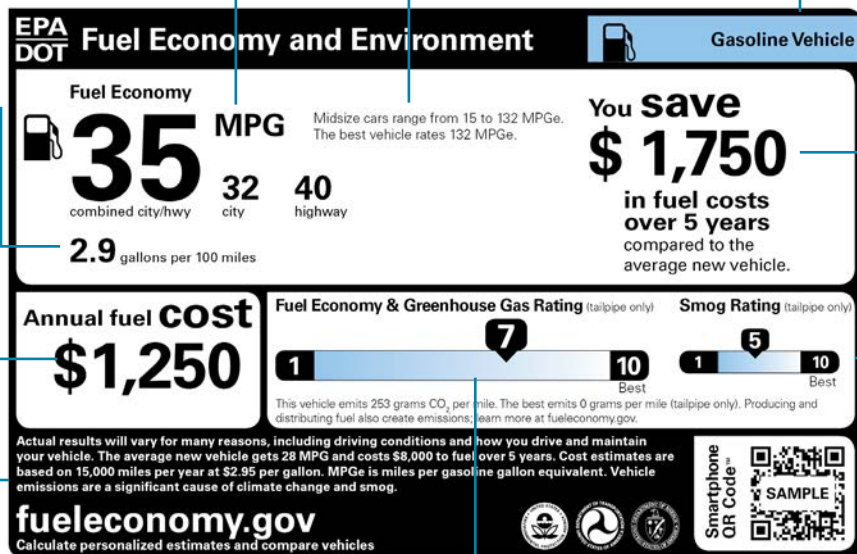 EPA
DOT
Fuel Economy and Environment
Gasoline Vehicle
Fuel Economy
35
MPG
combined city/hwy
32
city
40
highway
2.9 gallons per 100 miles
Midsize cars range from 15 to 132 MPGe.
The best vehicle rates 132 MPGe.
You save
$ 1,750
in fuel costs
over 5 years
compared to the
average new vehicle.
Annual fuel cost
$1,250
Fuel Economy & Greenhouse Gas Rating (tailpipe only)
1
7
10
Best
Smog Rating (tailpipe only)
1
5
10
Best
This vehicle emits 253 grams CO2 per mile. The best emits 0 grams per mile (tailpipe only). Producing and
distributing fuel also create emissions; learn more at fueleconomy.gov.
Actual results will vary for many reasons, including driving conditions and how you drive and maintain
your vehicle. The average new vehicle gets 28 MPG and costs $8,000 to fuel over 5 years. Cost estimates are
based on 15,000 miles per year at $2.95 per gallon. MPGe is miles per gasoline gallon equivalent. Vehicle
emissions are a significant cause of climate change and smog.
fueleconomy.gov
Calculate personalized estimates and compare vehicles
Smartphone
QR Code™
SAMPLE